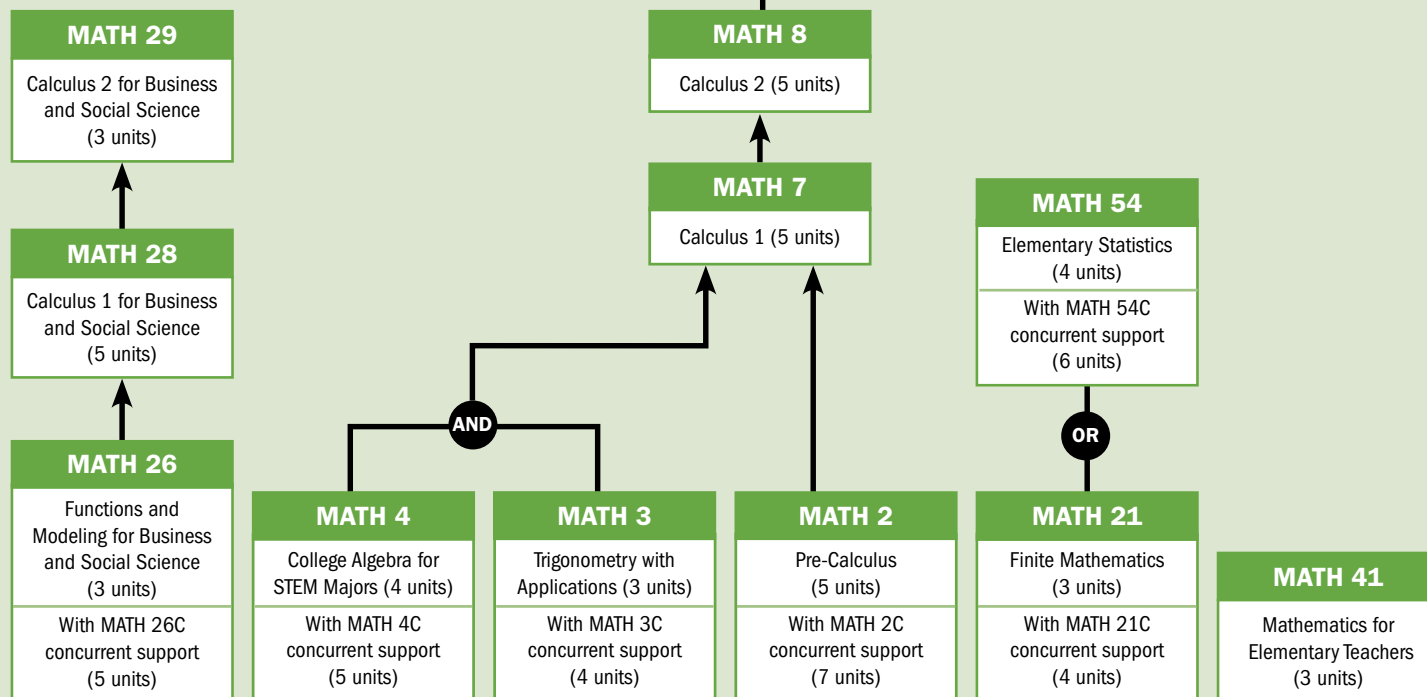 MATH 29
Calculus 2 for Business
and Social Science
(3 units)
MATH 8
Calculus 2 (5 units)
MATH 7
Calculus 1 (5 units)
MATH 54
Elementary Statistics
(4 units)
With MATH 54C
concurrent support
(6 units)
MATH 28
Calculus 1 for Business
and Social Science
(5 units)
AND
OR
MATH 26
Functions and
Modeling for Business
and Social Science
(3 units)
With MATH 26C
concurrent support
(5 units)
MATH 4
College Algebra for
STEM Majors (4 units)
With MATH 4C
concurrent support
(5 units)
MATH 3
Trigonometry with
Applications (3 units)
With MATH 3C
concurrent support
(4 units)
MATH 2
Pre-Calculus
(5 units)
With MATH 2C
concurrent support
(7 units)
MATH 21
Finite Mathematics
(3 units)
With MATH 21C
concurrent support
(4 units)
MATH 41
Mathematics for
Elementary Teachers
(3 units)